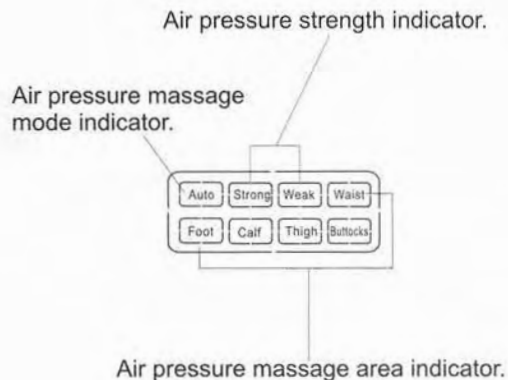 Air pressure strength indicator.
Air pressure massage
mode indicator.
Auto Strong Weak Waist
Foot Calf Thigh Buttocks
Air pressure massage area indicator.